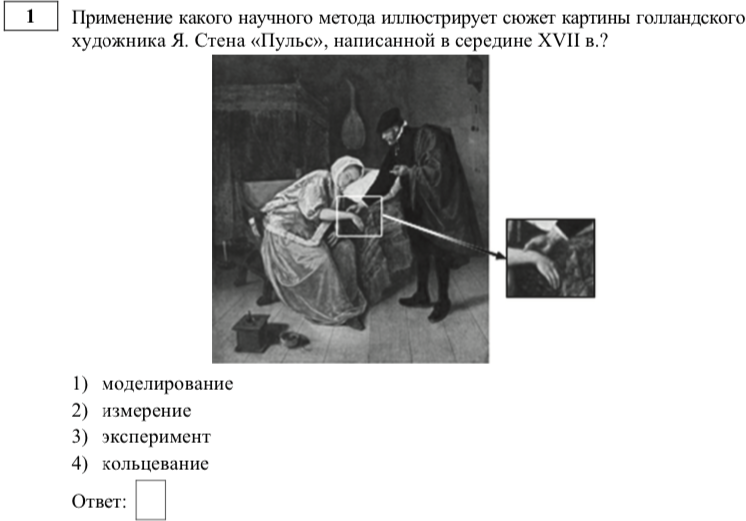 1
Применение какого научного метода иллюстрирует сюжет картины голландского
художника Я. Стена «Пульс», написанной в середине XVII в.?
1) моделирование
2) измерение
3) эксперимент
4) кольцевание
Ответ: